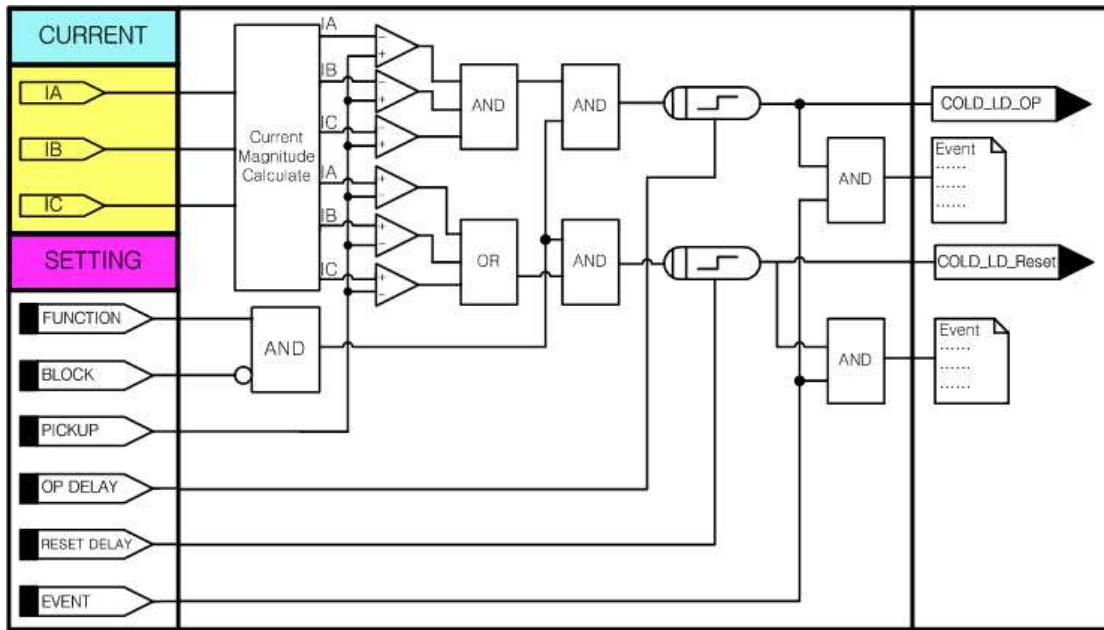 CURRENT
IA
IB
IC
SETTING
FUNCTION
BLOCK
PICKUP
OP DELAY
RESET DELAY
EVENT
Current
Magnitude
Calculate
IA
IB
IC
IA
IB
IC
− +
− +
− +
+ −
+ −
+ −
AND
AND
OR
AND
AND
AND
AND
COLD_LD_OP
Event
......
......
......
COLD_LD_Reset
Event
......
......
......